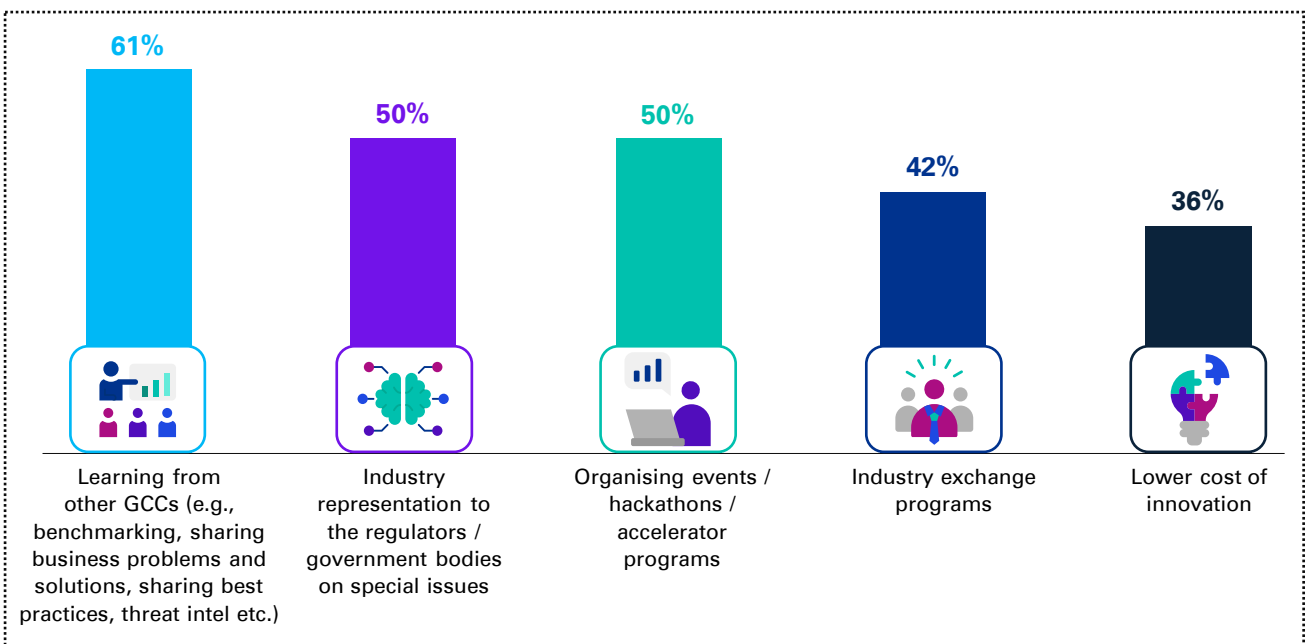 61%
50%
50%
42%
36%
Learning from
other GCCs (e.g.,
benchmarking, sharing
business problems and
solutions, sharing best
practices, threat intel etc.)
Industry
representation to
the regulators /
government bodies
on special issues
Organising events /
hackathons /
accelerator
programs
Industry exchange
programs
Lower cost of
innovation